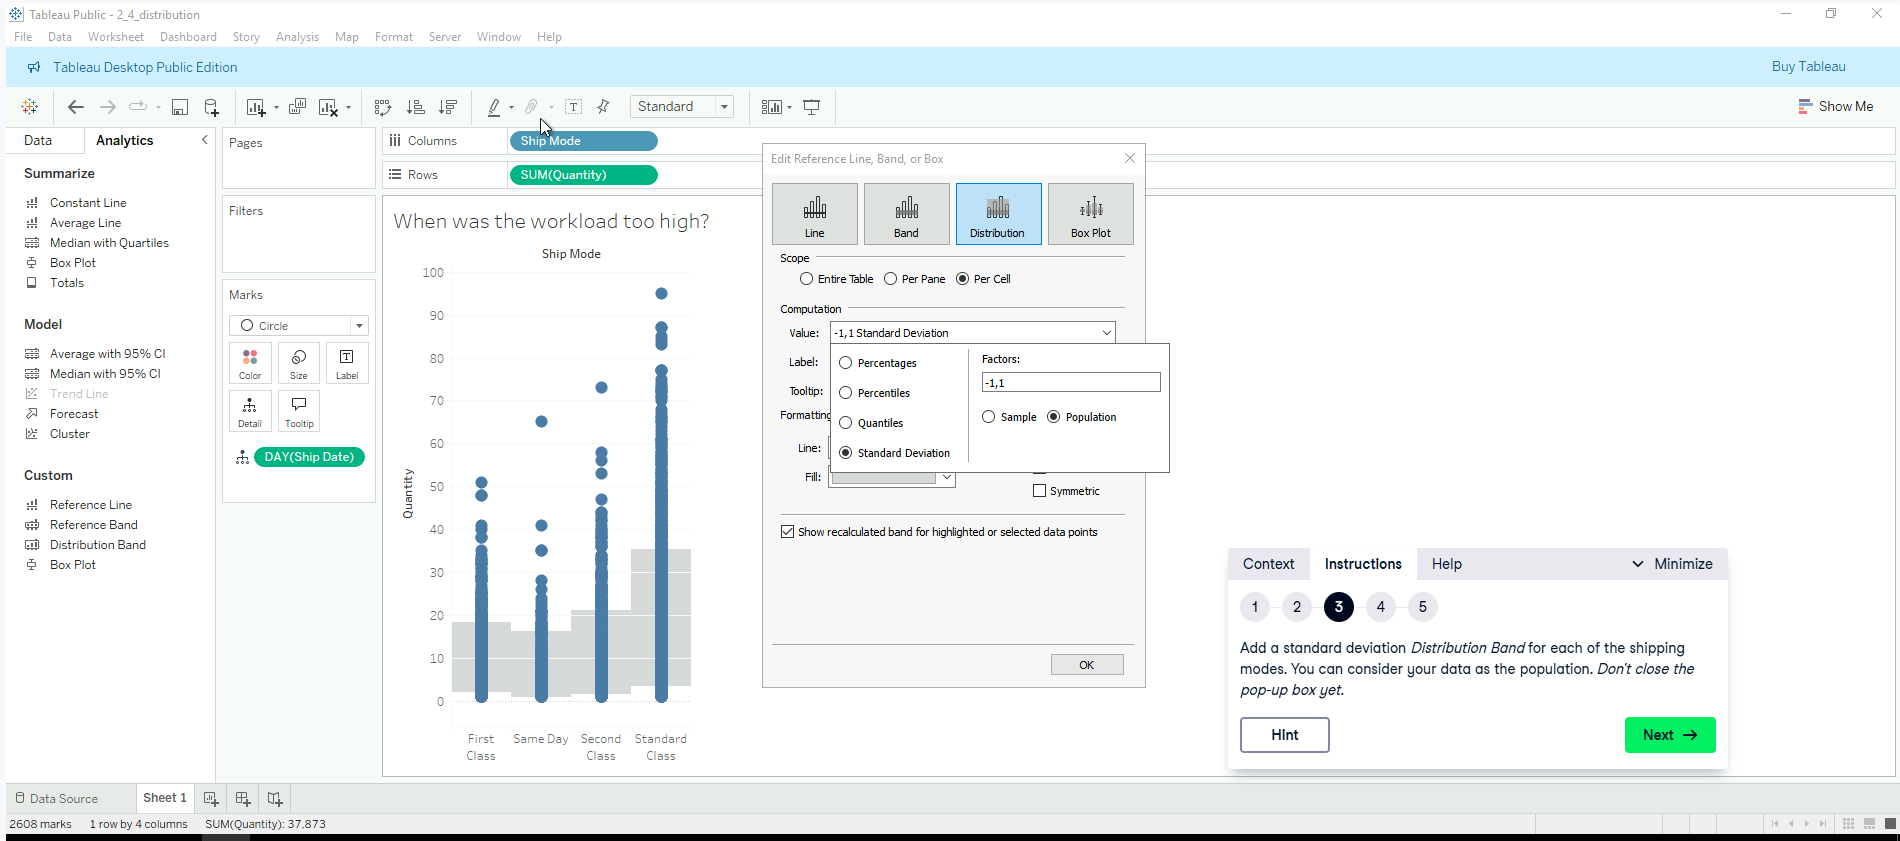 Tableau Public - 2_4_distribution
File Data Worksheet Dashboard Story Analysis Map Format Server Window Help
Tableau Desktop Public Edition
Buy Tableau
Standard
Show Me
Data
Analytics
Summarize
Constant Line
Average Line
Median with Quartiles
Box Plot
Totals
Model
Average with 95% CI
Median with 95% CI
Trend Line
Forecast
Cluster
Custom
Reference Line
Reference Band
Distribution Band
Box Plot
Pages
Filters
Marks
Circle
Color Size Label
Detail Tooltip
DAY(Ship Date)
Columns Ship Mode
Rows SUM(Quantity)
When was the workload too high?
Ship Mode
100
90
80
70
60
50
40
30
20
10
0
Quantity
First Class
Same Day
Second Class
Standard Class
Edit Reference Line, Band, or Box
Line Band Distribution Box Plot
Scope
Entire Table Per Pane Per Cell
Computation
Value: -1,1 Standard Deviation
Label:
Tooltip:
Formatting
Line:
Fill:
Percentages
Percentiles
Quantiles
Standard Deviation
Factors:
-1,1
Sample Population
Symmetric
Show recalculated band for highlighted or selected data points
OK
Context Instructions Help Minimize
1 2 3 4 5
Add a standard deviation Distribution Band for each of the shipping
modes. You can consider your data as the population. Don't close the
pop-up box yet.
Hint
Next
Data Source Sheet 1
2608 marks 1 row by 4 columns SUM(Quantity): 37,873